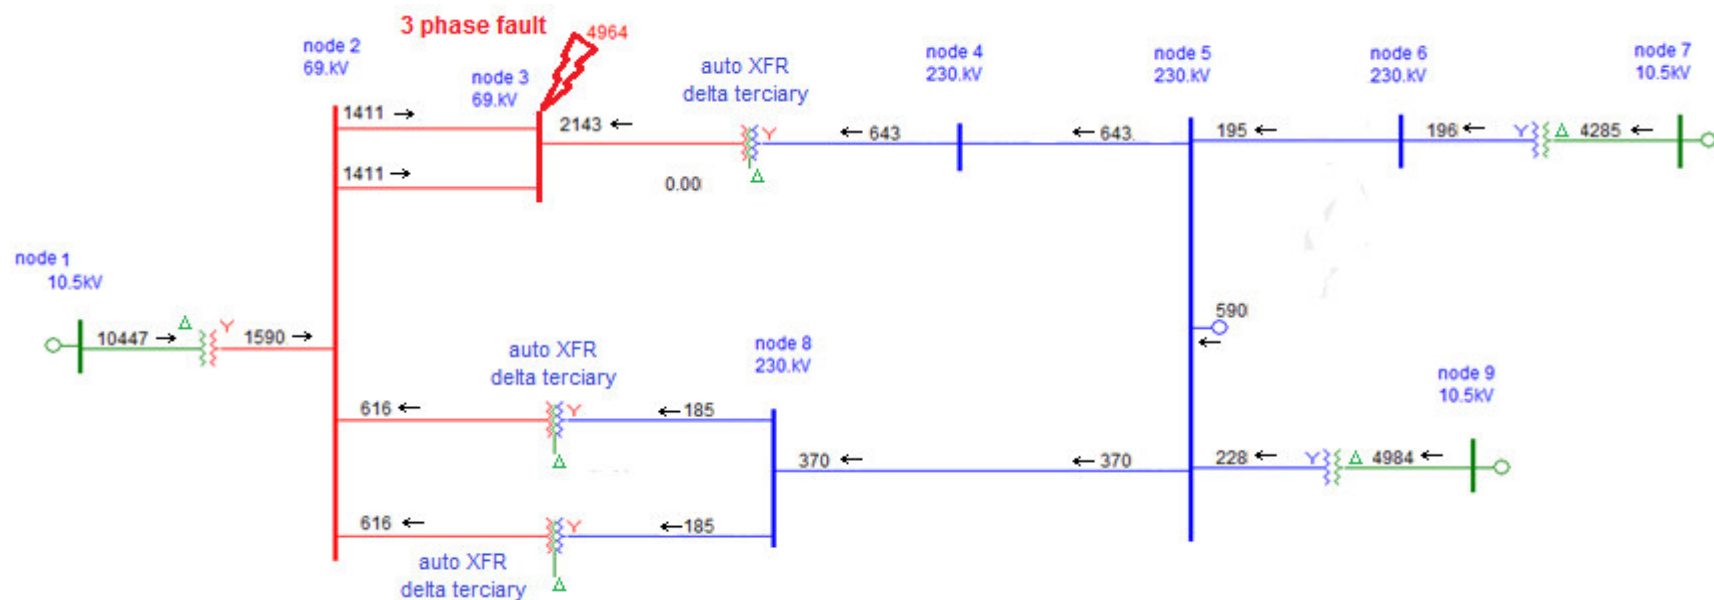 3 phase fault
4964
node 2
69.kV
node 3
69.kV
auto XFR
delta terciary
node 4
230.kV
node 5
230.kV
node 6
230.kV
node 7
10.5kV
1411
2143
Y
643
643
195
196
Y
Δ
4285
1411
0.00
Δ
node 1
10.5kV
10447
Δ
Y
1590
590
auto XFR
delta terciary
node 8
230.kV
node 9
10.5kV
616
Y
185
Δ
370
370
228
Y
Δ
4984
616
Y
185
auto XFR
delta terciary
Δ